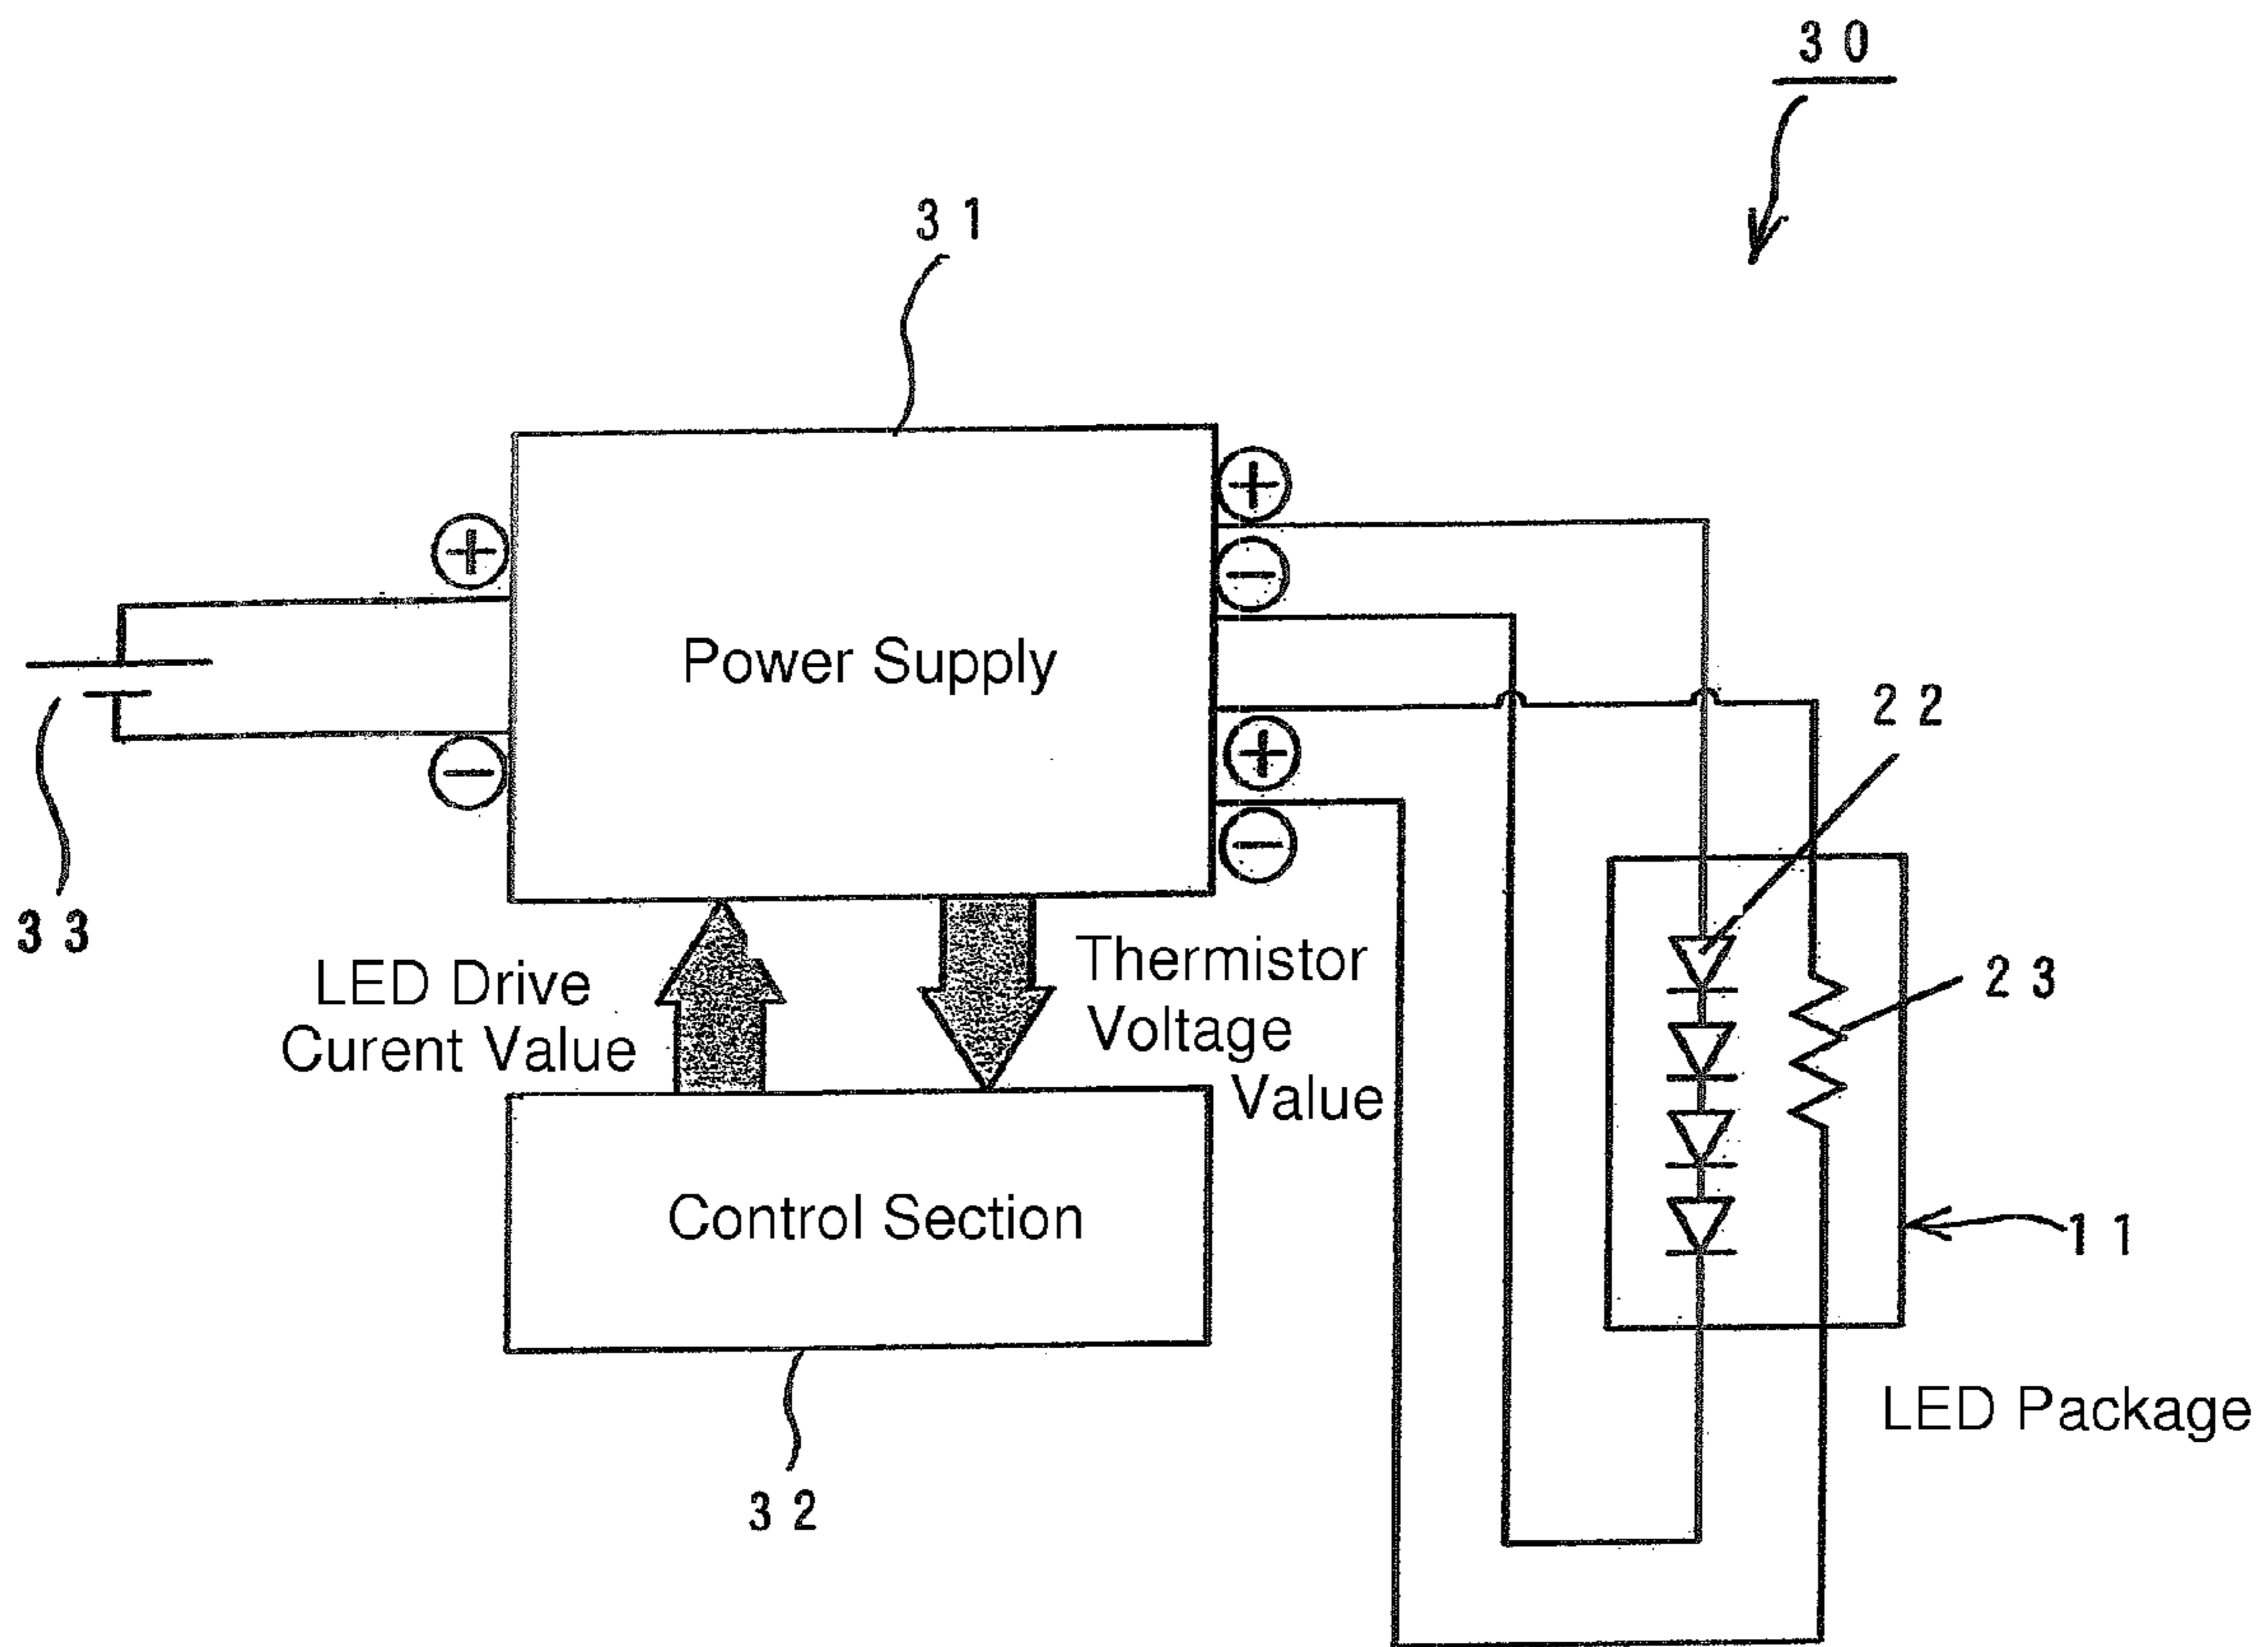 30
31
+
+
−
Power Supply
22
−
+
−
33
LED Drive
Curent Value
Thermistor
Voltage
Value
23
Control Section
11
LED Package
32